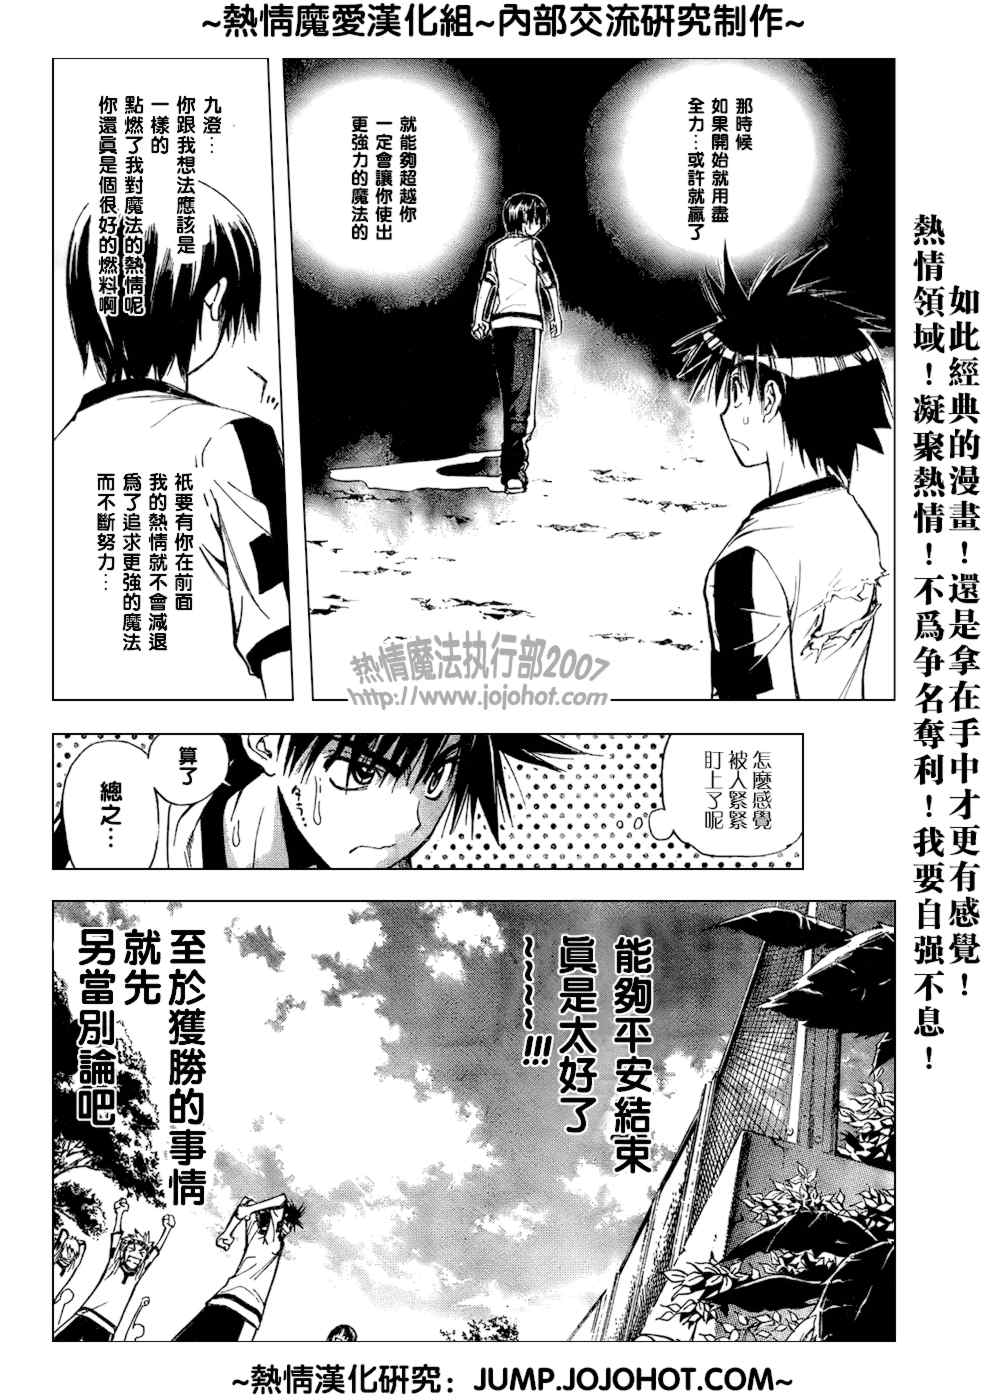 ~熱情魔愛漢化組~內部交流研究制作~
那時候
如果開始就用盡
全力…或許就贏了
就能夠超越你
一定會讓你使出
更強力的魔法的
九澄…
你跟我想法應該是
一樣的
點燃了我對魔法的熱情呢
你還眞是個很好的燃料啊
祇要有你在前面
我的熱情就不會減退
爲了追求更強的魔法
而不斷努力…
熱情魔法执行部2007
http://www.jojohot.com
怎麼感覺
被人緊緊
盯上了呢
算了
總之…
能夠平安結束
眞是太好了
~~~~~!!!
至於獲勝的事情
就先
另當別論吧
如此經典的漫畫！還是拿在手中才更有感覺！
熱情領域！凝聚熱情！不爲争名奪利！我要自强不息！
~熱情漢化研究：JUMP.JOJOHOT.COM~